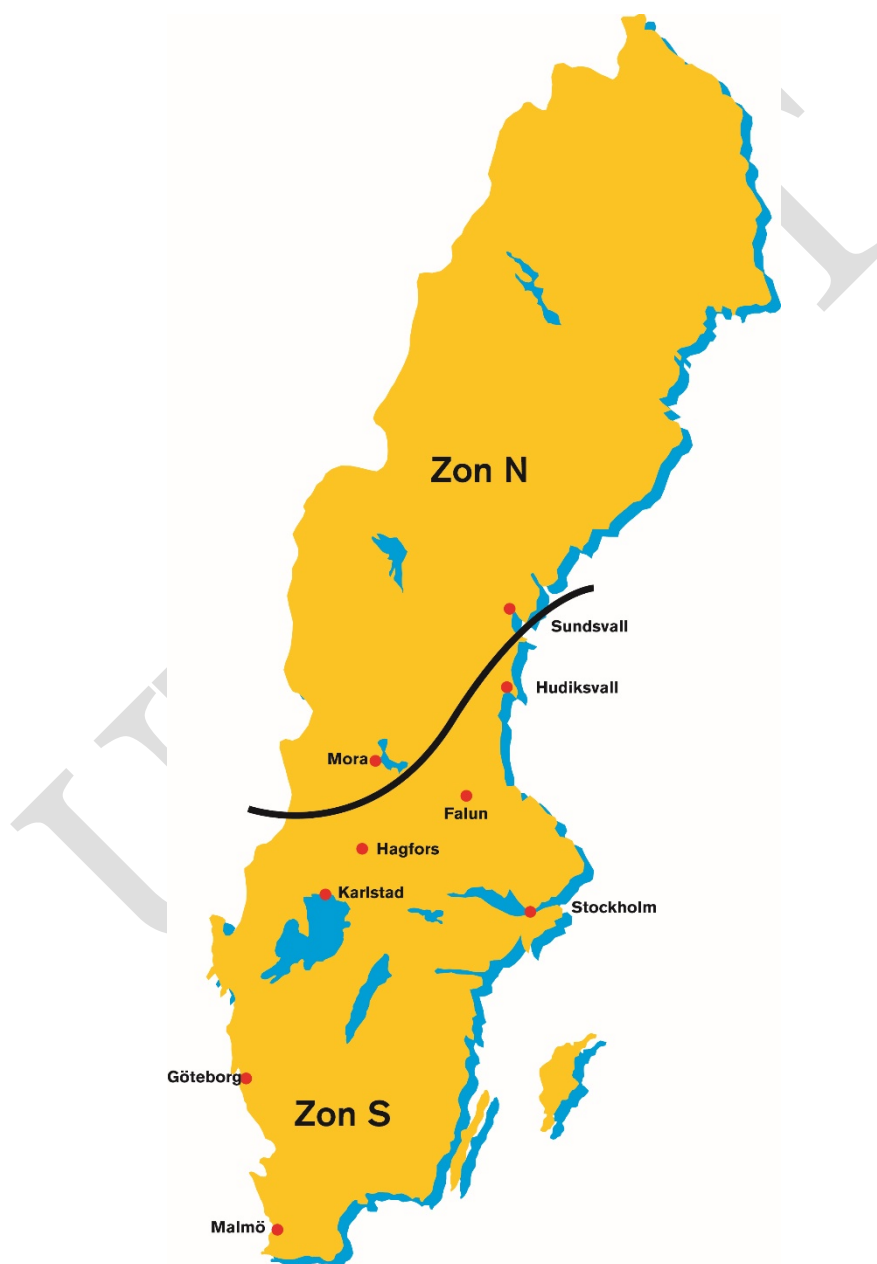 Zon N
Sundsvall
Hudiksvall
Mora
Falun
Hagfors
Karlstad
Stockholm
Göteborg
Zon S
Malmö